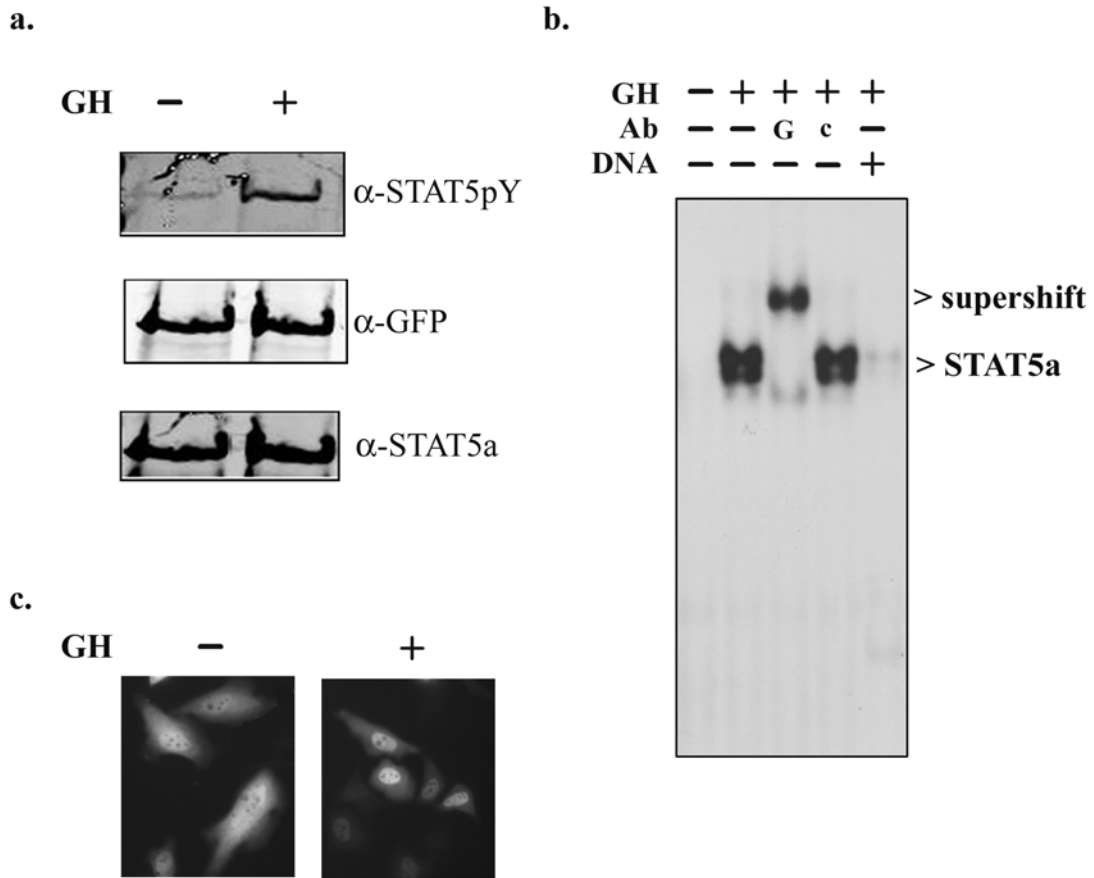 a.
GH − +
α-STAT5pY
α-GFP
α-STAT5a
b.
GH − + + + +
Ab − − G c −
DNA − − − − +
> supershift
> STAT5a
c.
GH − +